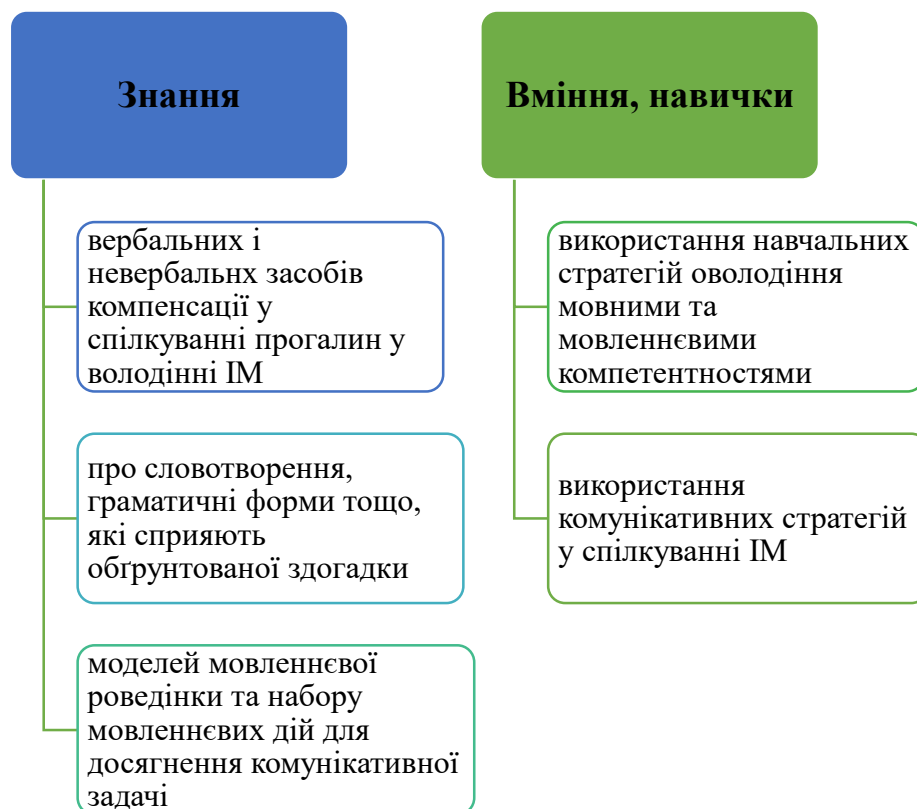 Знання
вербальних і
невербальнх засобів
компенсації у
спілкуванні прогалин у
володінні ІМ
про словотворення,
граматичні форми тощо,
які сприяють
обґрунтованої здогадки
моделей мовленнєвої
роведінки та набору
мовленнєвих дій для
досягнення комунікативної
задачі
Вміння, навички
використання навчальних
стратегій оволодіння
мовними та
мовленнєвими
компетентностями
використання
комунікативних стратегій
у спілкуванні ІМ